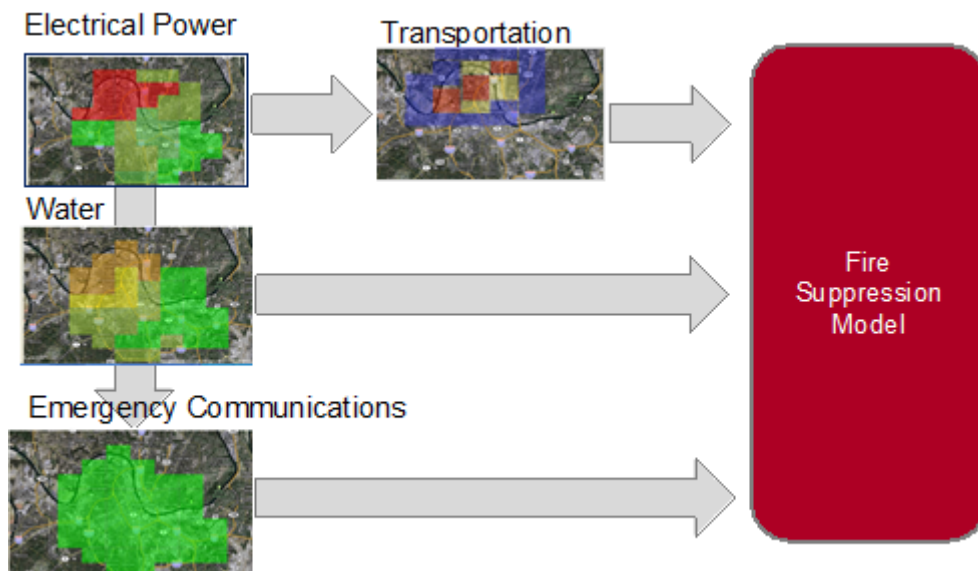 Electrical Power
Transportation
Water
Emergency Communications
Fire
Suppression
Model